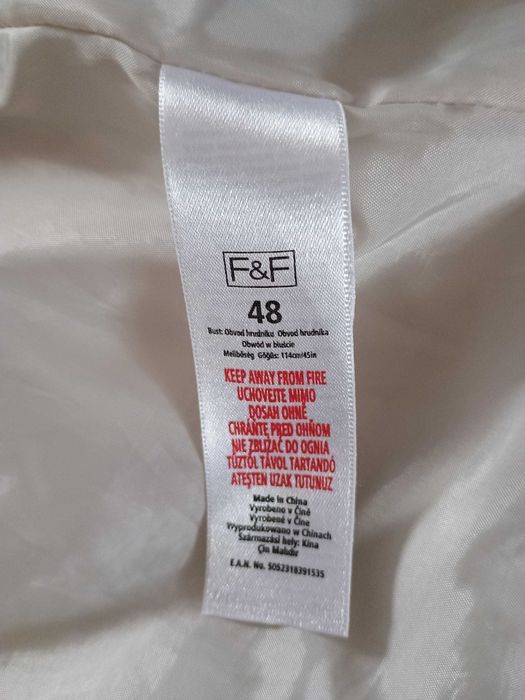 F&F
48
Bust: Obvod hrudníku Obvod hrudníka
Obwód w biuście
Mellbőség Göğüs: 114cm/45in
KEEP AWAY FROM FIRE
UCHOVEJTE MIMO
DOSAH OHNĚ
CHRÁŇTE PRED OHŇOM
NIE ZBLIŻAĆ DO OGNIA
TŰZTŐL TÁVOL TARTANDÓ
ATEŞTEN UZAK TUTUNUZ
Made in China
Vyrobeno v Číně
Vyrobené v Číne
Wyprodukowano w Chinach
Származási hely: Kína
Çin Malıdır
E.A.N. No. 5052318391535